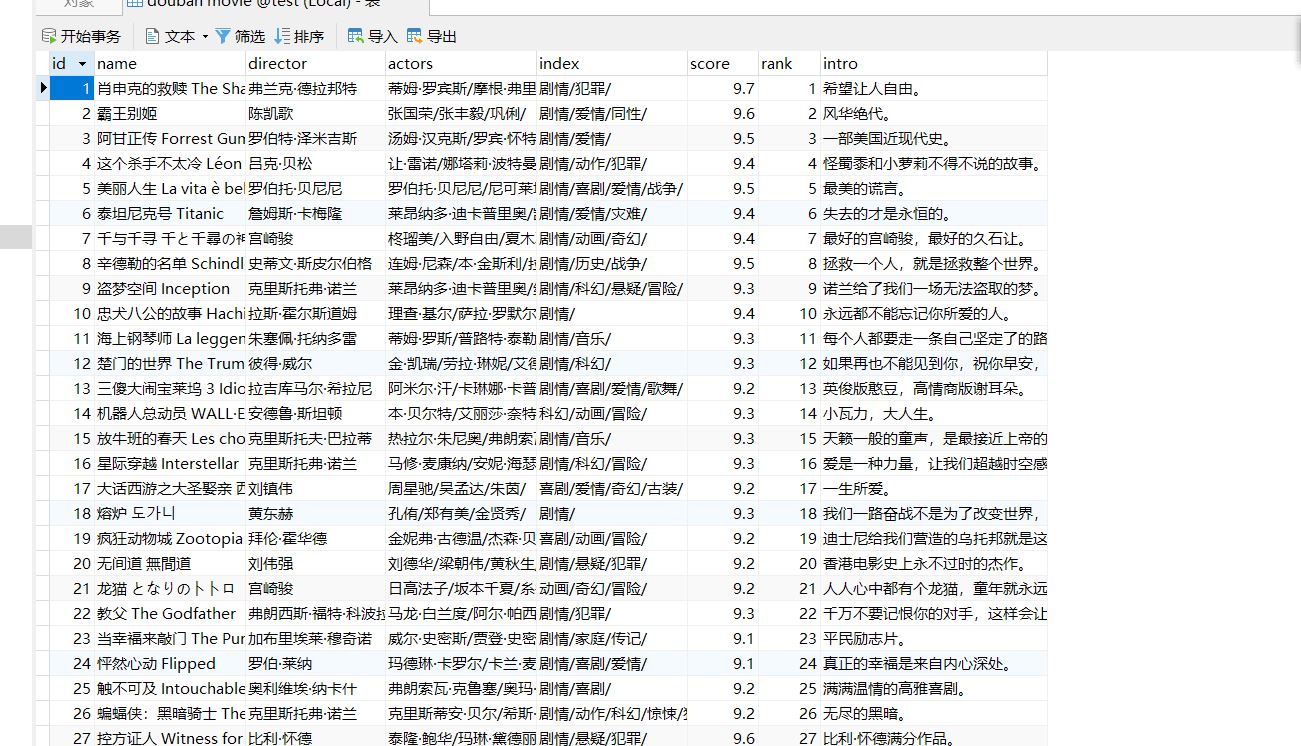 对象 douban movie @test (Local) - 表
开始事务 文本 筛选 排序 导入 导出
id name director actors index score rank intro
1 肖申克的救赎 The Sha 弗兰克·德拉邦特 蒂姆·罗宾斯/摩根·弗里 剧情/犯罪/ 9.7 1 希望让人自由。
2 霸王别姬 陈凯歌 张国荣/张丰毅/巩俐/ 剧情/爱情/同性/ 9.6 2 风华绝代。
3 阿甘正传 Forrest Gum 罗伯特·泽米吉斯 汤姆·汉克斯/罗宾·怀特 剧情/爱情/ 9.5 3 一部美国近现代史。
4 这个杀手不太冷 Léon 吕克·贝松 让·雷诺/娜塔莉·波特曼 剧情/动作/犯罪/ 9.4 4 怪蜀黍和小萝莉不得不说的故事。
5 美丽人生 La vita è bel 罗伯托·贝尼尼 罗伯托·贝尼尼/尼可莱 剧情/喜剧/爱情/战争/ 9.5 5 最美的谎言。
6 泰坦尼克号 Titanic 詹姆斯·卡梅隆 莱昂纳多·迪卡普里奥/ 剧情/爱情/灾难/ 9.4 6 失去的才是永恒的。
7 千与千寻 千と千尋の神 宫崎骏 柊瑠美/入野自由/夏木 剧情/动画/奇幻/ 9.4 7 最好的宫崎骏，最好的久石让。
8 辛德勒的名单 Schindl 史蒂文·斯皮尔伯格 连姆·尼森/本·金斯利/ 剧情/历史/战争/ 9.5 8 拯救一个人，就是拯救整个世界。
9 盗梦空间 Inception 克里斯托弗·诺兰 莱昂纳多·迪卡普里奥/ 剧情/科幻/悬疑/冒险/ 9.3 9 诺兰给了我们一场无法盗取的梦。
10 忠犬八公的故事 Hachi 拉斯·霍尔斯道姆 理查·基尔/萨拉·罗默尔 剧情/ 9.4 10 永远都不能忘记你所爱的人。
11 海上钢琴师 La leggen 朱塞佩·托纳多雷 蒂姆·罗斯/普路特·泰勒 剧情/音乐/ 9.3 11 每个人都要走一条自己坚定了的路
12 楚门的世界 The Trum 彼得·威尔 金·凯瑞/劳拉·琳妮/艾 剧情/科幻/ 9.3 12 如果再也不能见到你，祝你早安，
13 三傻大闹宝莱坞 3 Idio 拉吉库马尔·希拉尼 阿米尔·汗/卡琳娜·卡普 剧情/喜剧/爱情/歌舞/ 9.2 13 英俊版憨豆，高情商版谢耳朵。
14 机器人总动员 WALL·E 安德鲁·斯坦顿 本·贝尔特/艾丽莎·奈特 科幻/动画/冒险/ 9.3 14 小瓦力，大人生。
15 放牛班的春天 Les cho 克里斯托夫·巴拉蒂 热拉尔·朱尼奥/弗朗索 剧情/音乐/ 9.3 15 天籁一般的童声，是最接近上帝的
16 星际穿越 Interstellar 克里斯托弗·诺兰 马修·麦康纳/安妮·海瑟 剧情/科幻/冒险/ 9.3 16 爱是一种力量，让我们超越时空感
17 大话西游之大圣娶亲 西 刘镇伟 周星驰/吴孟达/朱茵/ 喜剧/爱情/奇幻/古装/ 9.2 17 一生所爱。
18 熔炉 도가니 黄东赫 孔侑/郑有美/金贤秀/ 剧情/ 9.3 18 我们一路奋战不是为了改变世界，
19 疯狂动物城 Zootopia 拜伦·霍华德 金妮弗·古德温/杰森·贝 喜剧/动画/冒险/ 9.2 19 迪士尼给我们营造的乌托邦就是这
20 无间道 無間道 刘伟强 刘德华/梁朝伟/黄秋生 剧情/悬疑/犯罪/ 9.2 20 香港电影史上永不过时的杰作。
21 龙猫 となりのトトロ 宫崎骏 日高法子/坂本千夏/糸 动画/奇幻/冒险/ 9.2 21 人人心中都有个龙猫，童年就永远
22 教父 The Godfather 弗朗西斯·福特·科波拉 马龙·白兰度/阿尔·帕西 剧情/犯罪/ 9.3 22 千万不要记恨你的对手，这样会让
23 当幸福来敲门 The Pur 加布里埃莱·穆奇诺 威尔·史密斯/贾登·史密 剧情/家庭/传记/ 9.1 23 平民励志片。
24 怦然心动 Flipped 罗伯·莱纳 玛德琳·卡罗尔/卡兰·麦 剧情/喜剧/爱情/ 9.1 24 真正的幸福是来自内心深处。
25 触不可及 Intouchable 奥利维埃·纳卡什 弗朗索瓦·克鲁塞/奥玛· 剧情/喜剧/ 9.2 25 满满温情的高雅喜剧。
26 蝙蝠侠：黑暗骑士 The 克里斯托弗·诺兰 克里斯蒂安·贝尔/希斯· 剧情/动作/科幻/惊悚/ 9.2 26 无尽的黑暗。
27 控方证人 Witness for 比利·怀德 泰隆·鲍华/玛琳·黛德丽 剧情/悬疑/犯罪/ 9.6 27 比利·怀德满分作品。